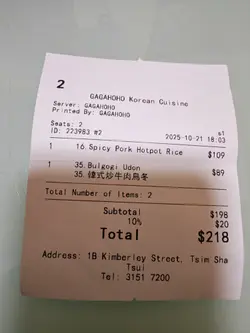 2
GAGAHOHO Korean Cuisine
Server: GAGAHOHO
Printed By: GAGAHOHO
Seats: 2 s1
ID: 223983 #2 2025-10-21 18:03
1 16. Spicy Pork Hotpot Rice $109
1 35. Bulgogi Udon $89
35. 韓式炒牛肉烏冬
Total Number of Items: 2
Subtotal $198
10% $20
Total $218
Address: 1B Kimberley Street, Tsim Sha
Tsui
Tel: 3151 7200